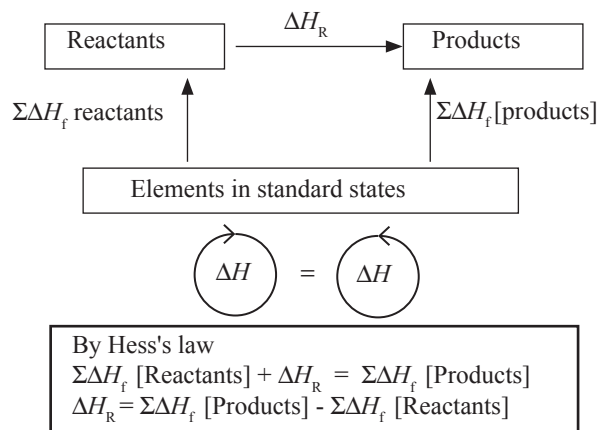 ΔH_R
Reactants
Products
ΣΔH_f reactants
ΣΔH_f [products]
Elements in standard states
ΔH = ΔH
By Hess's law
ΣΔH_f [Reactants] + ΔH_R = ΣΔH_f [Products]
ΔH_R = ΣΔH_f [Products] - ΣΔH_f [Reactants]